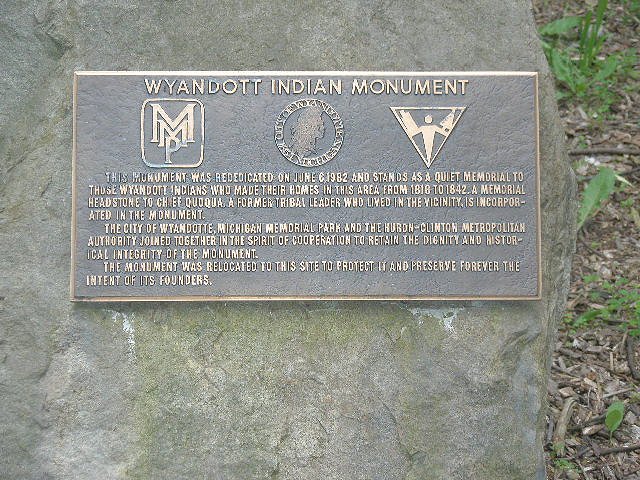 WYANDOTT INDIAN MONUMENT
MMP
CITY OF WYANDOTTE
THIS MONUMENT WAS REDEDICATED ON JUNE 6, 1982 AND STANDS AS A QUIET MEMORIAL TO
THOSE WYANDOTT INDIANS WHO MADE THEIR HOMES IN THIS AREA FROM 1818 TO 1842. A MEMORIAL
HEADSTONE TO CHIEF QUOQUA, A FORMER TRIBAL LEADER WHO LIVED IN THE VICINITY, IS INCORPOR-
ATED IN THE MONUMENT.
THE CITY OF WYANDOTTE, MICHIGAN MEMORIAL PARK AND THE HURON-CLINTON METROPOLITAN
AUTHORITY JOINED TOGETHER IN THE SPIRIT OF COOPERATION TO RETAIN THE DIGNITY AND HISTOR-
ICAL INTEGRITY OF THE MONUMENT.
THE MONUMENT WAS RELOCATED TO THIS SITE TO PROTECT IT AND PRESERVE FOREVER THE
INTENT OF ITS FOUNDERS.